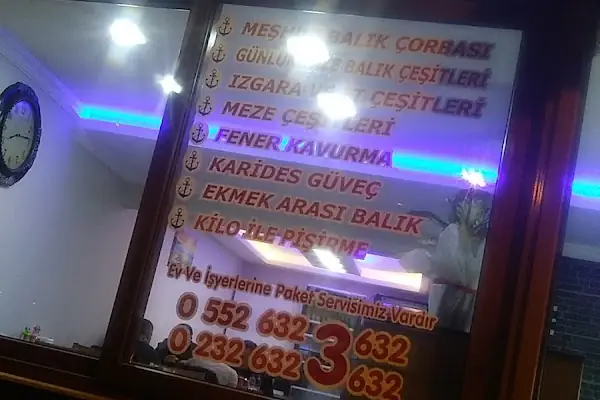 MEŞHUR BALIK ÇORBASI
GÜNLÜK BALIK ÇEŞİTLERİ
IZGARA ÇEŞİTLERİ
MEZE ÇEŞİTLERİ
FENER KAVURMA
KARİDES GÜVEÇ
EKMEK ARASI BALIK
KİLO İLE PİŞİRME
Ev Ve İşyerlerine Paket Servisimiz Vardır
0 552 632 3 632
0 232 632 3 632